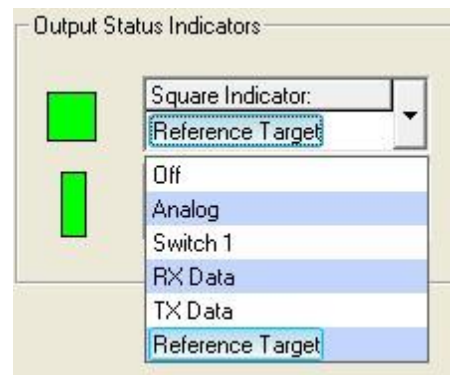 Output Status Indicators
Square Indicator:
Reference Target
Off
Analog
Switch 1
RX Data
TX Data
Reference Target